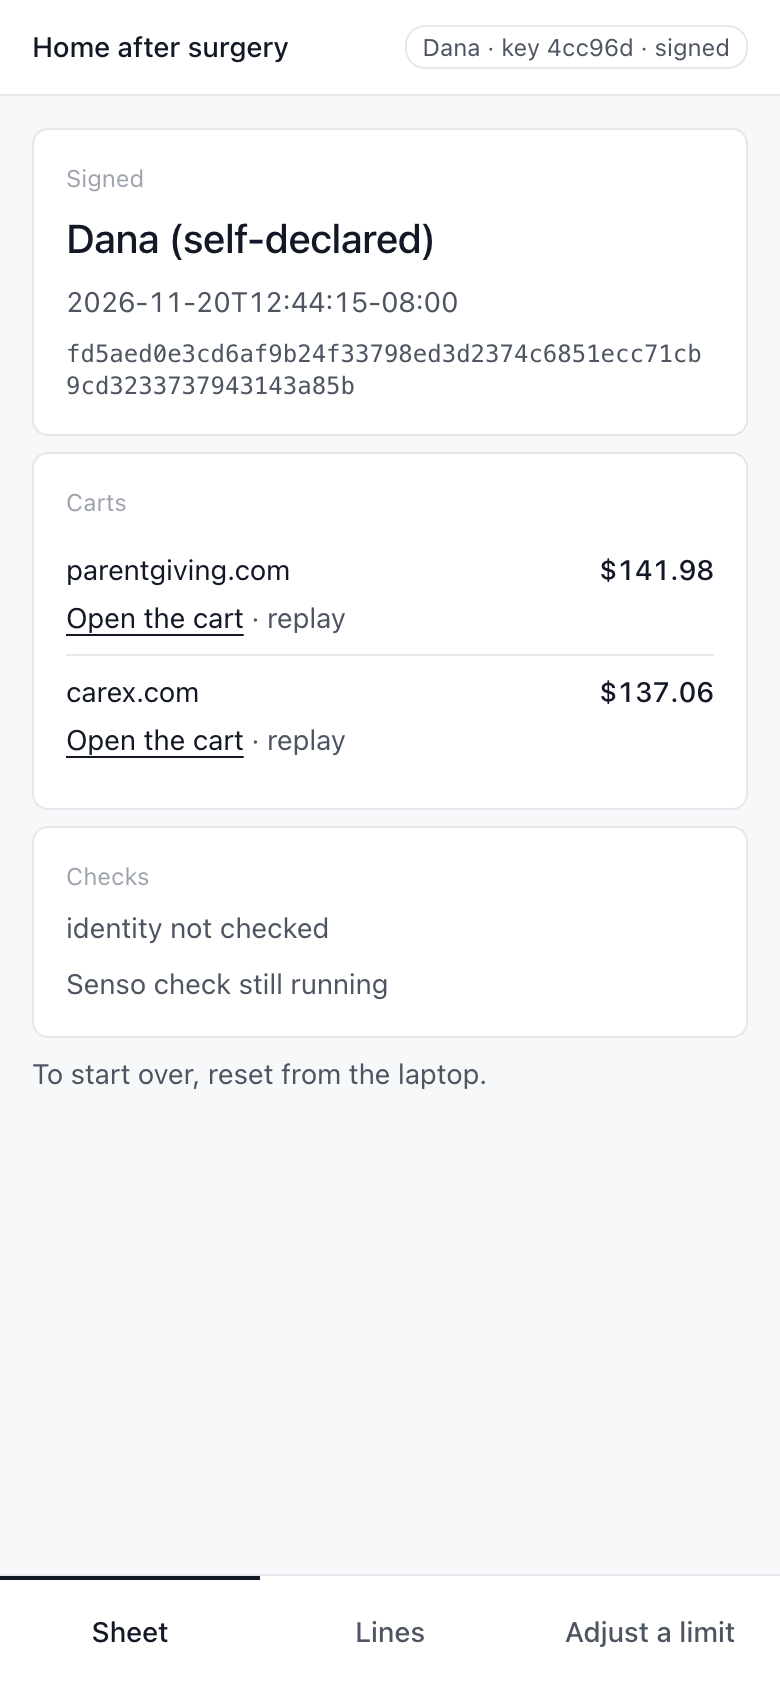 Home after surgery
Dana · key 4cc96d · signed
Signed
Dana (self-declared)
2026-11-20T12:44:15-08:00
fd5aed0e3cd6af9b24f33798ed3d2374c6851ecc71cb
9cd3233737943143a85b
Carts
parentgiving.com $141.98
Open the cart · replay
carex.com $137.06
Open the cart · replay
Checks
identity not checked
Senso check still running
To start over, reset from the laptop.
Sheet Lines Adjust a limit